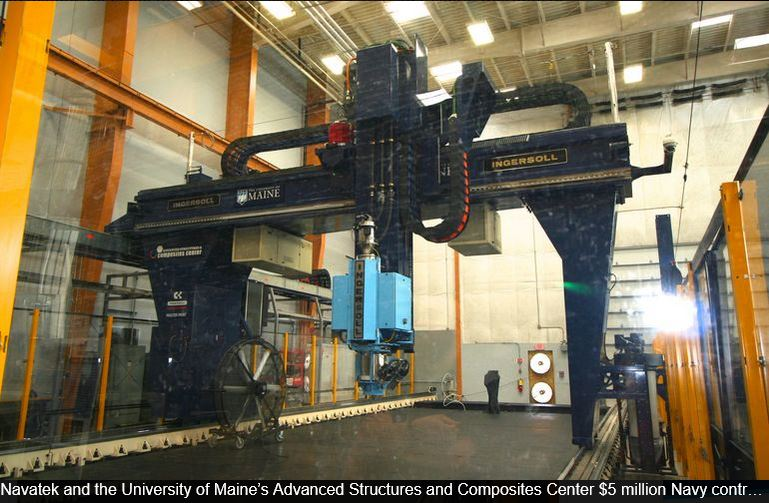 INGERSOLL
INGERSOLL
MAINE
composites center
INGERSOLL
Navatek and the University of Maine’s Advanced Structures and Composites Center $5 million Navy contr…